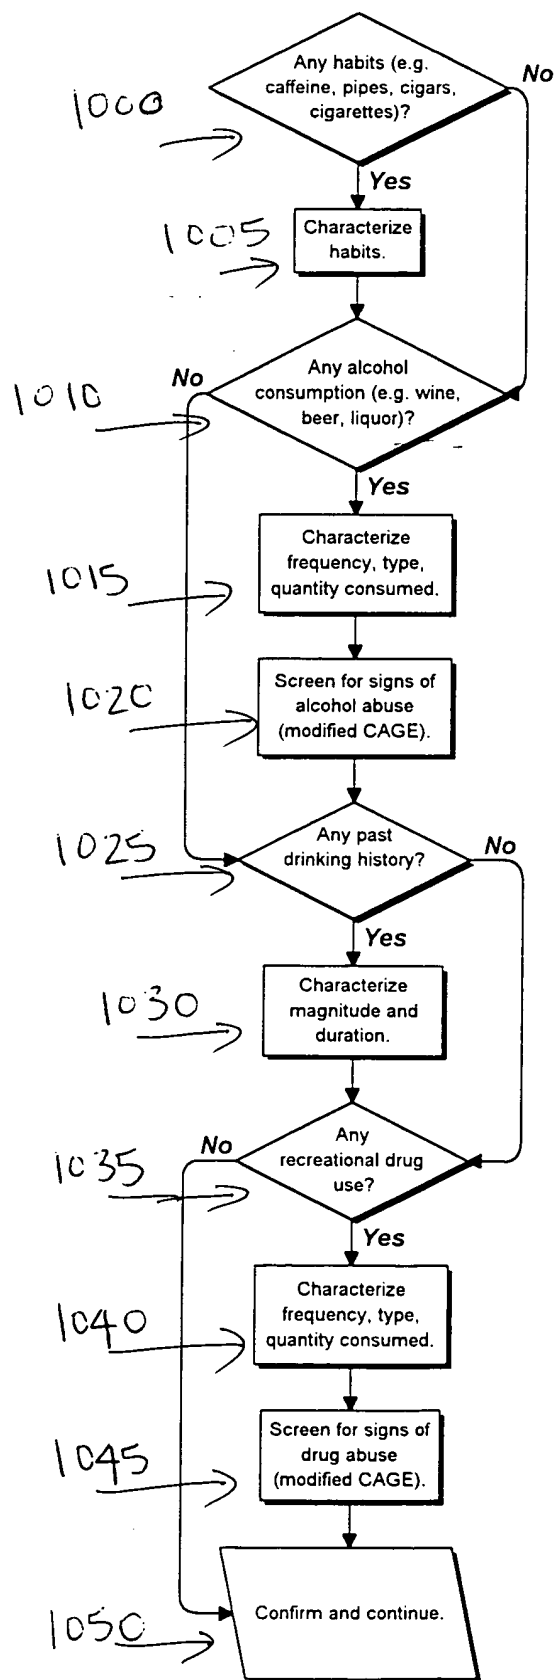 Any habits (e.g.
caffeine, pipes, cigars,
cigarettes)?
No
1000
Yes
1005
Characterize
habits.
Any alcohol
consumption (e.g. wine,
beer, liquor)?
No
1010
Yes
Characterize
frequency, type,
quantity consumed.
1015
Screen for signs of
alcohol abuse
(modified CAGE).
1020
Any past
drinking history?
No
1025
Yes
Characterize
magnitude and
duration.
1030
No
Any
recreational drug
use?
1035
Yes
Characterize
frequency, type,
quantity consumed.
1040
Screen for signs of
drug abuse
(modified CAGE).
1045
Confirm and continue.
1050